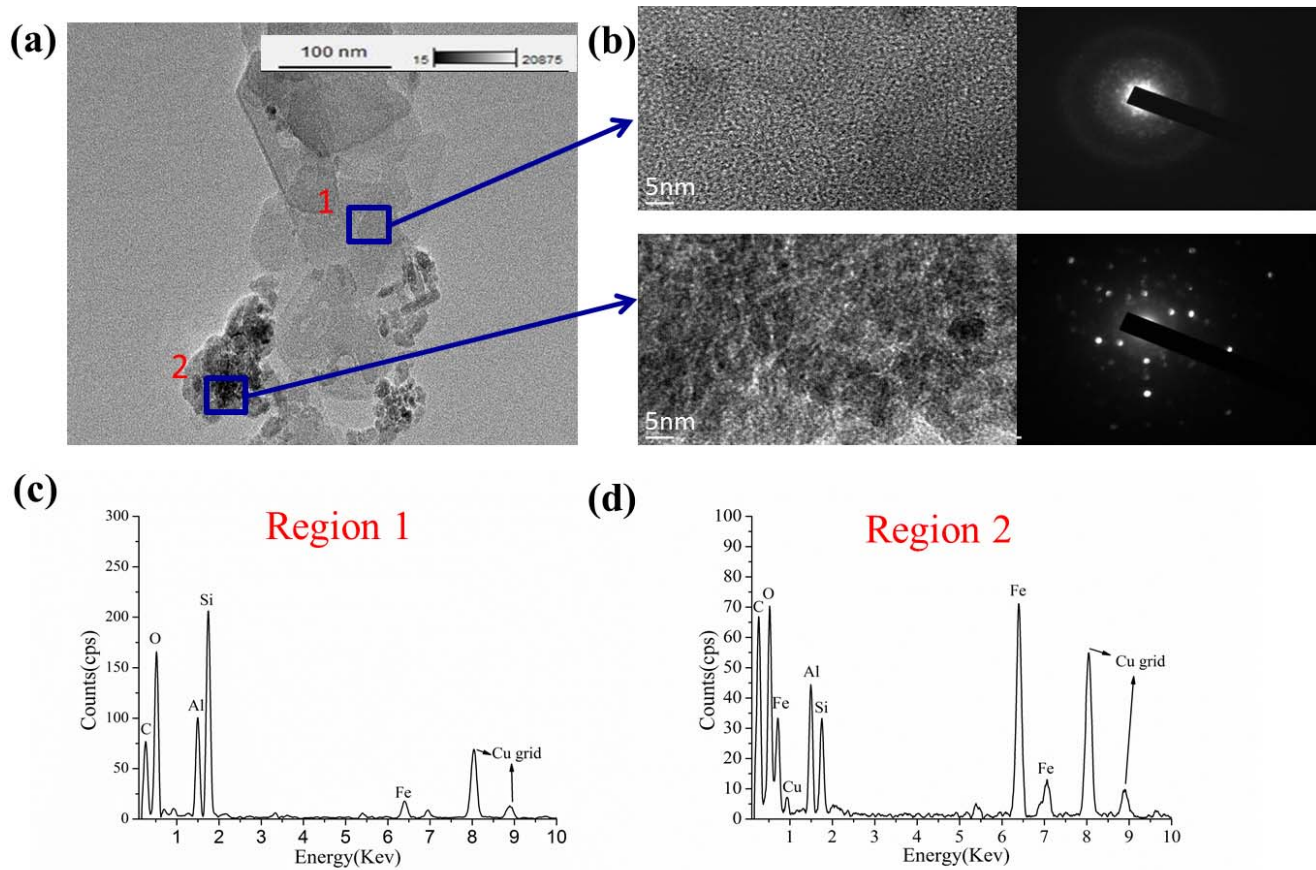 (a)
100 nm
15 20875
1
2
(b)
5nm
5nm
(c)
Region 1
300
250
200
150
100
50
0
Counts(cps)
C
O
Al
Si
Fe
Cu grid
1 2 3 4 5 6 7 8 9 10
Energy(Kev)
(d)
Region 2
100
90
80
70
60
50
40
30
20
10
0
Counts(cps)
C
O
Fe
Cu
Al
Si
Fe
Fe
Cu grid
1 2 3 4 5 6 7 8 9 10
Energy(Kev)